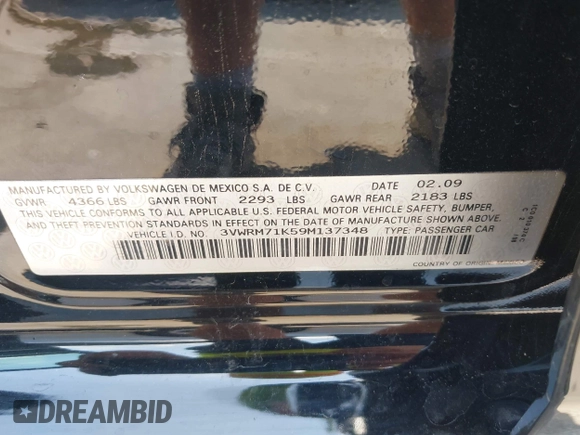 MANUFACTURED BY VOLKSWAGEN DE MEXICO S.A. DE C.V. DATE 02.09
GVWR 4366 LBS GAWR FRONT 2293 LBS GAWR REAR 2183 LBS
THIS VEHICLE CONFORMS TO ALL APPLICABLE U.S. FEDERAL MOTOR VEHICLE SAFETY, BUMPER,
AND THEFT PREVENTION STANDARDS IN EFFECT ON THE DATE OF MANUFACTURE SHOWN ABOVE.
VEHICLE I.D. NO. 3VWRM71K59M137348 TYPE: PASSENGER CAR
COUNTRY OF ORIGIN
DREAMBID